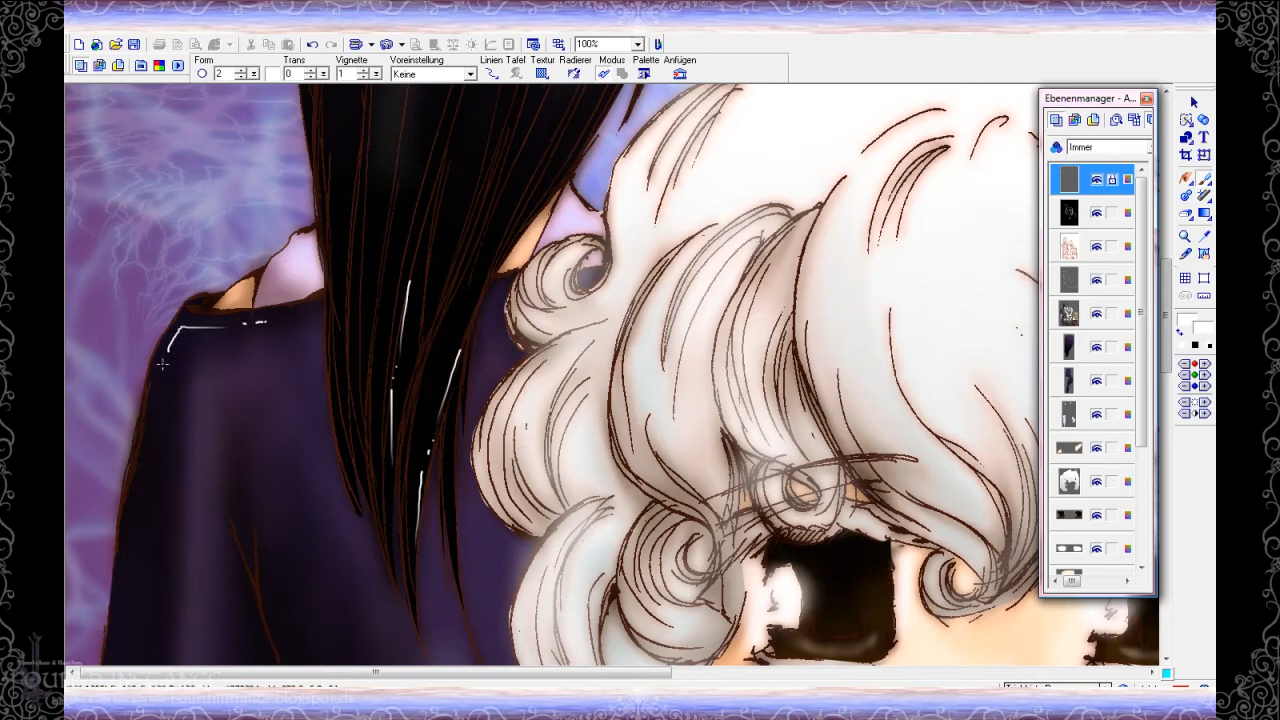 100%
Form Trans Vignette Voreinstellung Linien Tafel Textur Radierer Modus Palette Anfügen
2 0 1 Keine
Ebenenmanager - A...
Immer